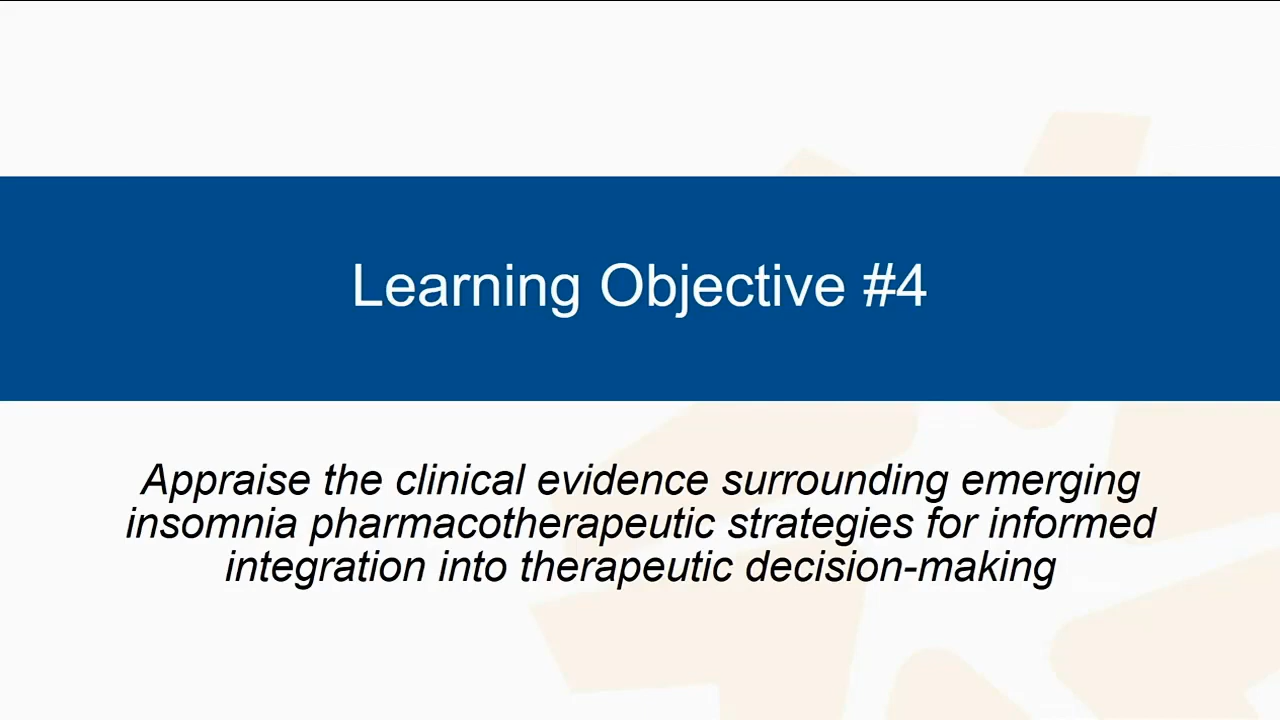 Learning Objective #4
Appraise the clinical evidence surrounding emerging
insomnia pharmacotherapeutic strategies for informed
integration into therapeutic decision-making